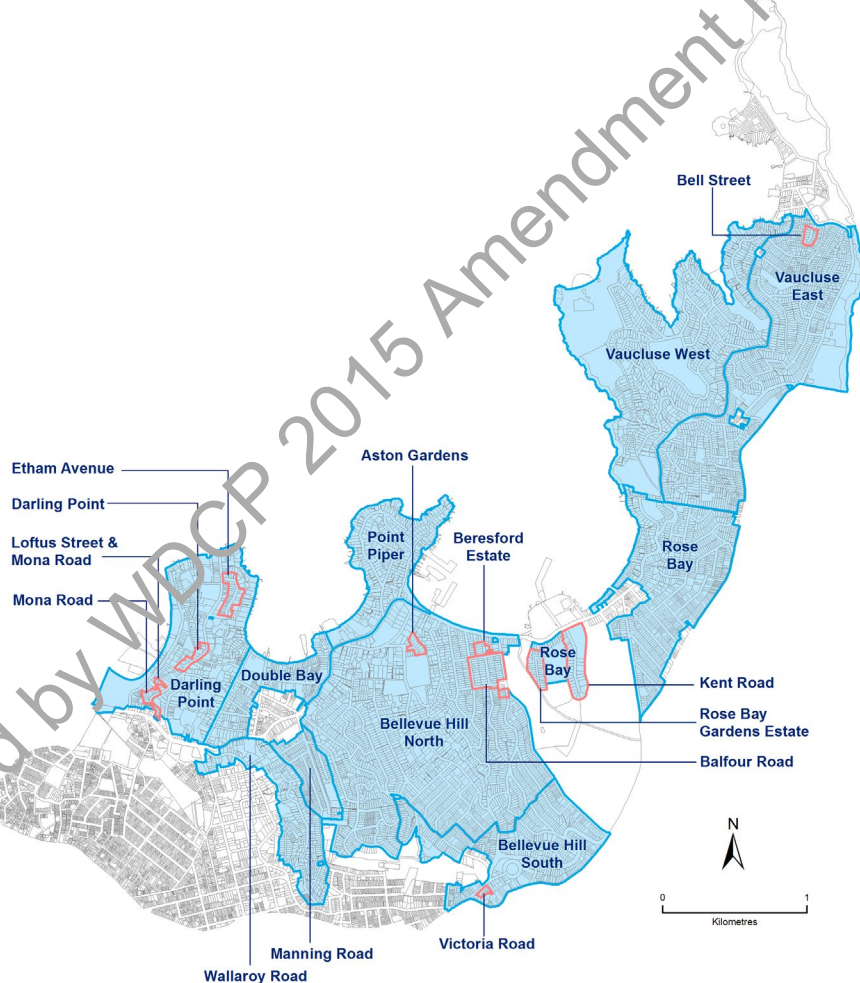 d by WDCP 2015 Amendment
Bell Street
Vaucluse
East
Vaucluse West
Etham Avenue
Darling Point
Loftus Street &
Mona Road
Mona Road
Aston Gardens
Point
Piper
Beresford
Estate
Rose
Bay
Rose
Bay
Double Bay
Darling
Point
Kent Road
Bellevue Hill
North
Rose Bay
Gardens Estate
Balfour Road
N
Bellevue Hill
South
0 1
Kilometres
Victoria Road
Manning Road
Wallaroy Road